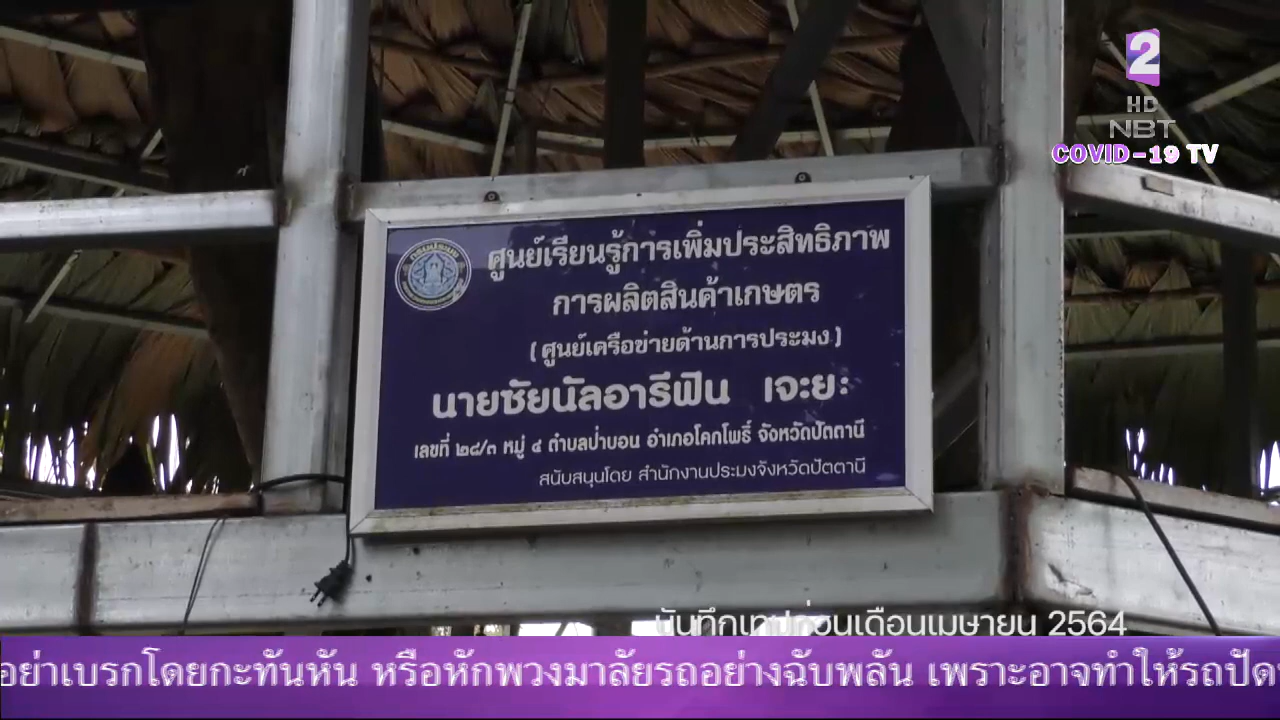 2
HD
NBT
COVID-19 TV
กรมประมง
ศูนย์เรียนรู้การเพิ่มประสิทธิภาพ
การผลิตสินค้าเกษตร
( ศูนย์เครือข่ายด้านการประมง )
นายซัยนัลอารีฟิน เจะยะ
เลขที่ ๒๘/๓ หมู่ ๔ ตำบลป่าบอน อำเภอโคกโพธิ์ จังหวัดปัตตานี
สนับสนุนโดย สำนักงานประมงจังหวัดปัตตานี
บันทึกเทปก่อนเดือนเมษายน 2564
อย่าเบรกโดยกะทันหัน หรือหักพวงมาลัยรถอย่างฉับพลัน เพราะอาจทำให้รถปัด